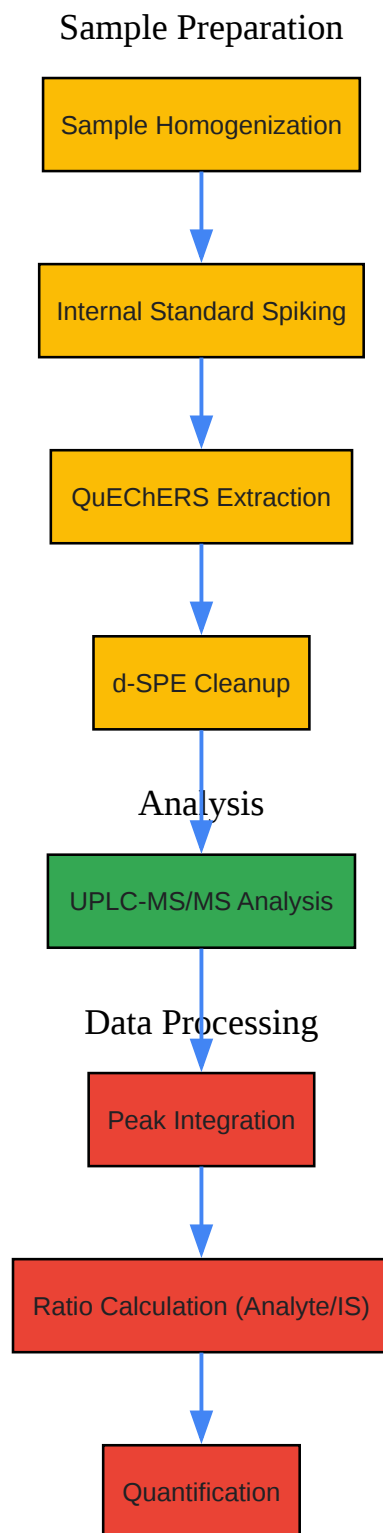 Sample Preparation
Sample Homogenization
Internal Standard Spiking
QuEChERS Extraction
d-SPE Cleanup
Analysis
UPLC-MS/MS Analysis
Data Processing
Peak Integration
Ratio Calculation (Analyte/IS)
Quantification